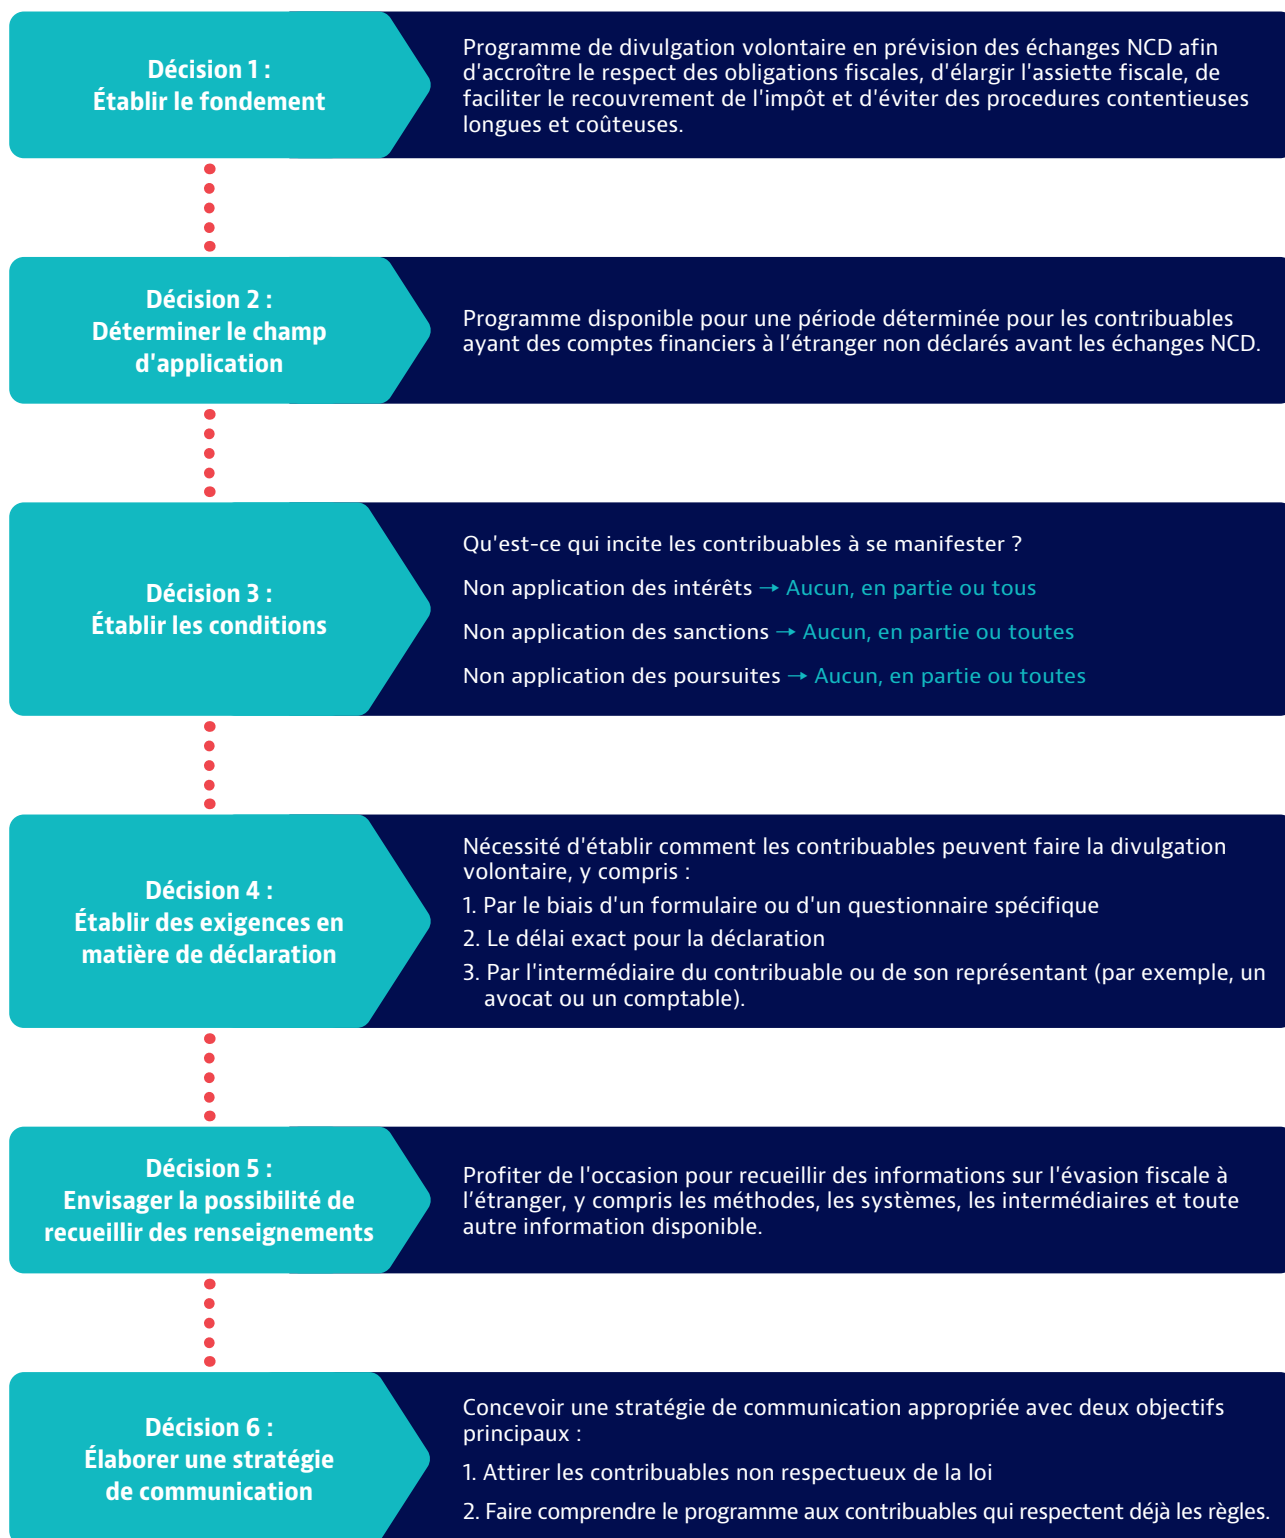 Décision 1 :
Établir le fondement
Programme de divulgation volontaire en prévision des échanges NCD afin
d'accroître le respect des obligations fiscales, d'élargir l'assiette fiscale, de
faciliter le recouvrement de l'impôt et d'éviter des procedures contentieuses
longues et coûteuses.
Décision 2 :
Déterminer le champ
d'application
Programme disponible pour une période déterminée pour les contribuables
ayant des comptes financiers à l'étranger non déclarés avant les échanges NCD.
Décision 3 :
Établir les conditions
Qu'est-ce qui incite les contribuables à se manifester ?
Non application des intérêts → Aucun, en partie ou tous
Non application des sanctions → Aucun, en partie ou toutes
Non application des poursuites → Aucun, en partie ou toutes
Décision 4 :
Établir des exigences en
matière de déclaration
Nécessité d'établir comment les contribuables peuvent faire la divulgation
volontaire, y compris :
1. Par le biais d'un formulaire ou d'un questionnaire spécifique
2. Le délai exact pour la déclaration
3. Par l'intermédiaire du contribuable ou de son représentant (par exemple, un
avocat ou un comptable).
Décision 5 :
Envisager la possibilité de
recueillir des renseignements
Profiter de l'occasion pour recueillir des informations sur l'évasion fiscale à
l'étranger, y compris les méthodes, les systèmes, les intermédiaires et toute
autre information disponible.
Décision 6 :
Élaborer une stratégie
de communication
Concevoir une stratégie de communication appropriée avec deux objectifs
principaux :
1. Attirer les contribuables non respectueux de la loi
2. Faire comprendre le programme aux contribuables qui respectent déjà les règles.